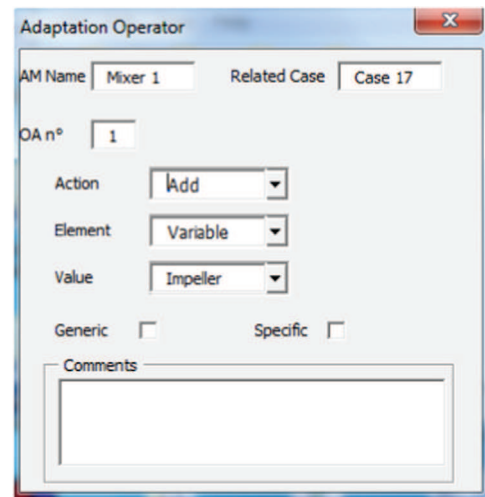 Adaptation Operator
AM Name Mixer 1 Related Case Case 17
OA n° 1
Action Add
Element Variable
Value Impeller
Generic Specific
Comments